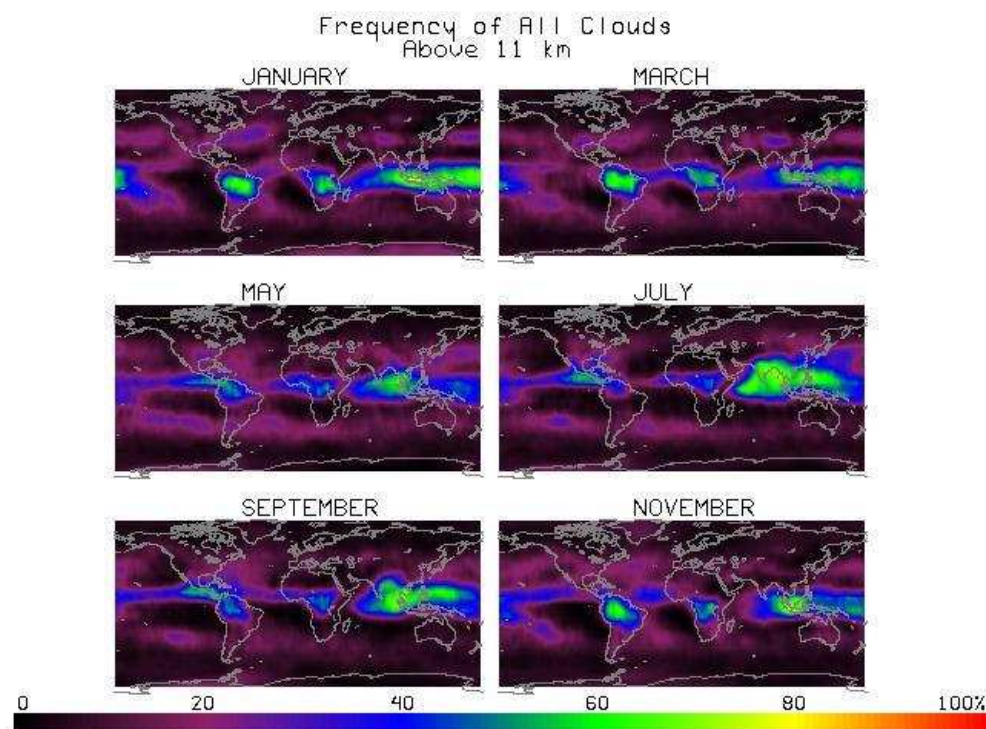 Frequency of All Clouds
Above 11 km
JANUARY
MARCH
MAY
JULY
SEPTEMBER
NOVEMBER
0 20 40 60 80 100%